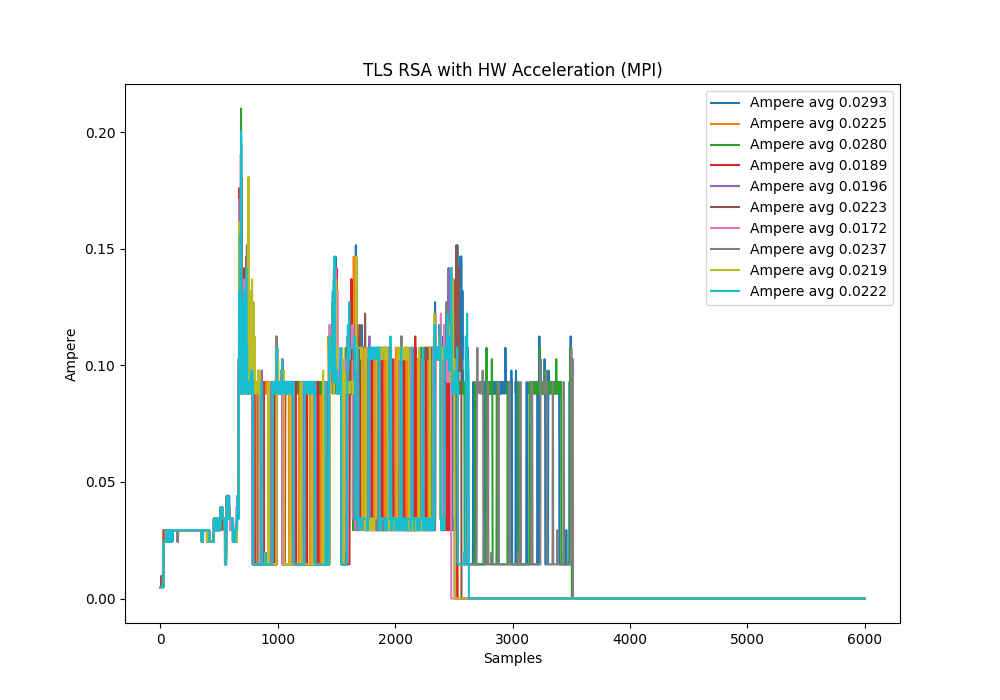 TLS RSA with HW Acceleration (MPI)
Ampere avg 0.0293
Ampere avg 0.0225
Ampere avg 0.0280
Ampere avg 0.0189
Ampere avg 0.0196
Ampere avg 0.0223
Ampere avg 0.0172
Ampere avg 0.0237
Ampere avg 0.0219
Ampere avg 0.0222
Ampere
0.20
0.15
0.10
0.05
0.00
0 1000 2000 3000 4000 5000 6000
Samples